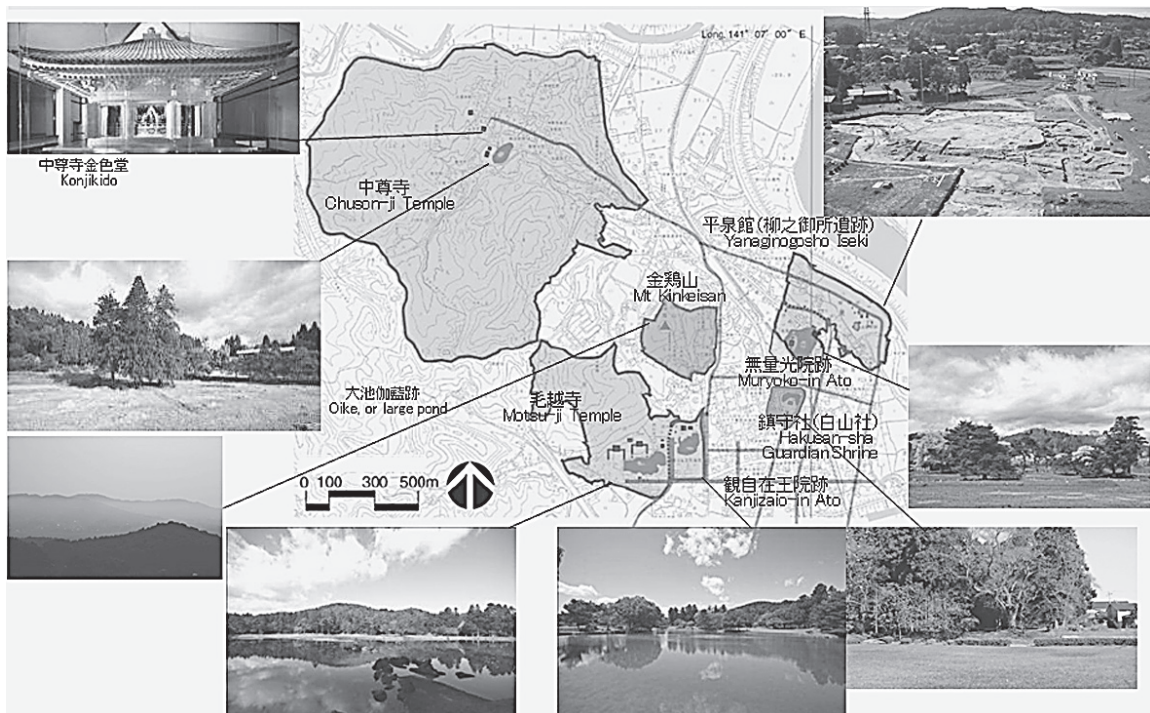 Long. 141° 07' 00" E
中尊寺金色堂
Konjikido
中尊寺
Chuson-ji Temple
平泉館(柳之御所遺跡)
Yanaginogosho Iseki
金鶏山
Mt Kinkeisan
無量光院跡
Muryoko-in Ato
大池伽藍跡
Oike, or large pond
毛越寺
Motsu-ji Temple
鎮守社(白山社)
Hakusan-sha
Guardian Shrine
観自在王院跡
Kanjizaio-in Ato
0 100 300 500m